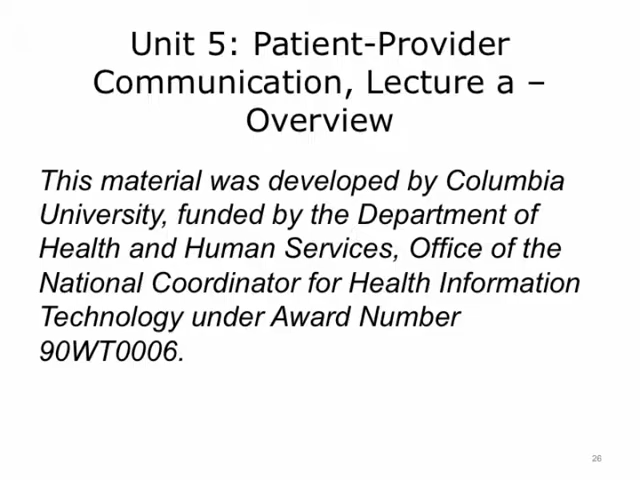 Unit 5: Patient-Provider
Communication, Lecture a –
Overview
This material was developed by Columbia
University, funded by the Department of
Health and Human Services, Office of the
National Coordinator for Health Information
Technology under Award Number
90WT0006.
26